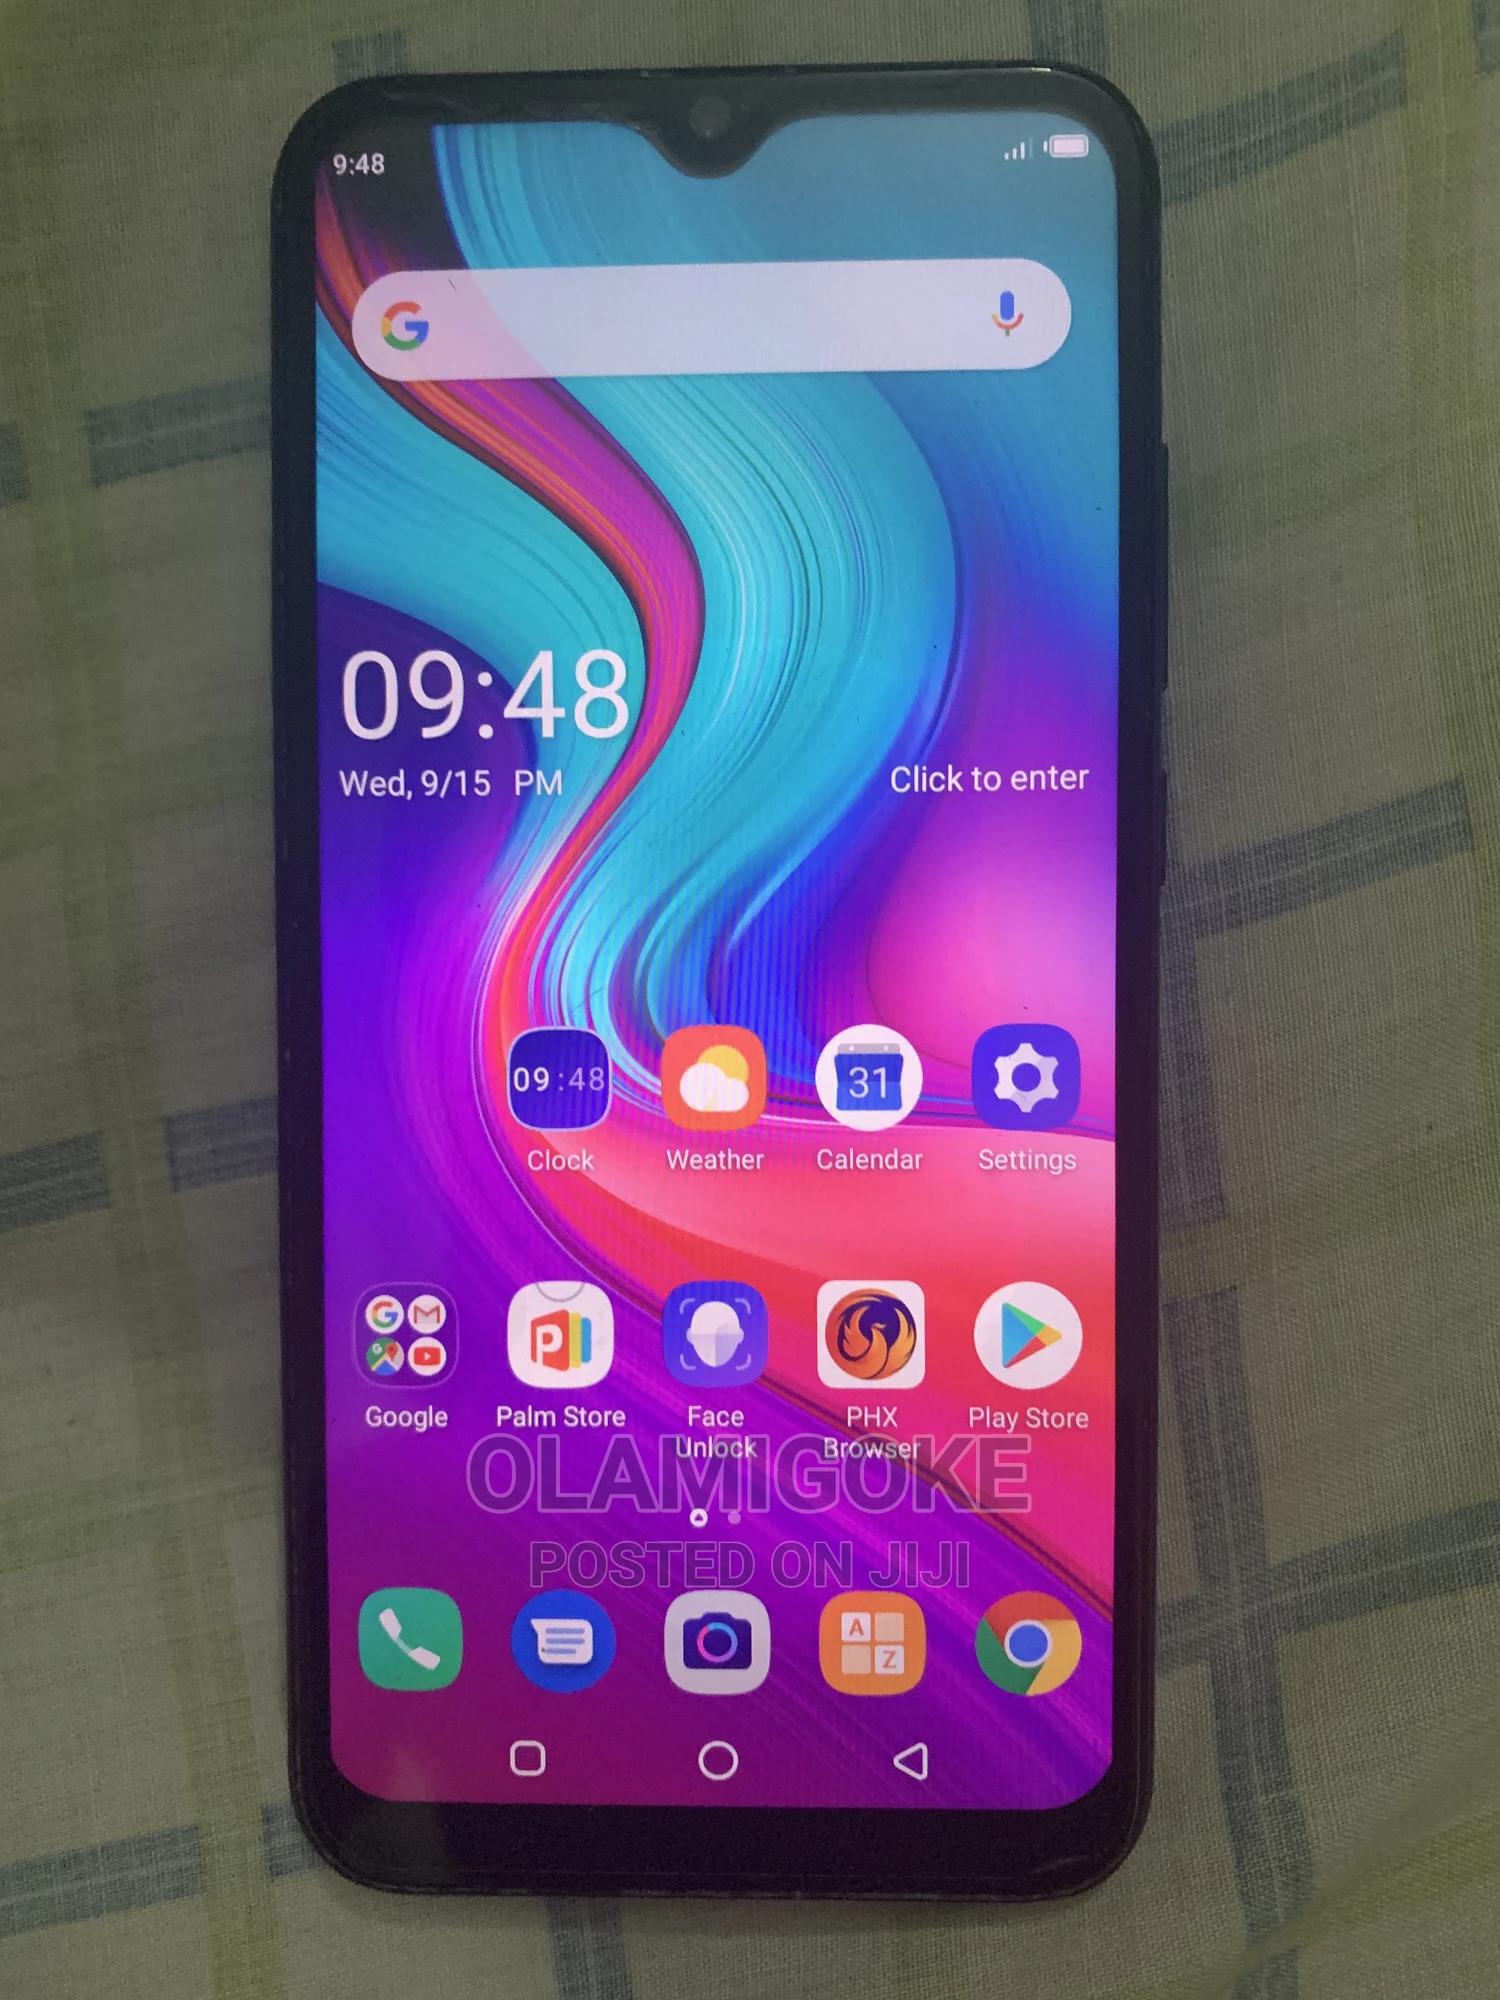 9:48
G
09:48
Wed, 9/15 PM
Click to enter
09:48
31
Clock
Weather
Calendar
Settings
G
P
Google
Palm Store
Face Unlock
PHX Browser
Play Store
OLAMIGOKE
POSTED ON JIJI
A
Z